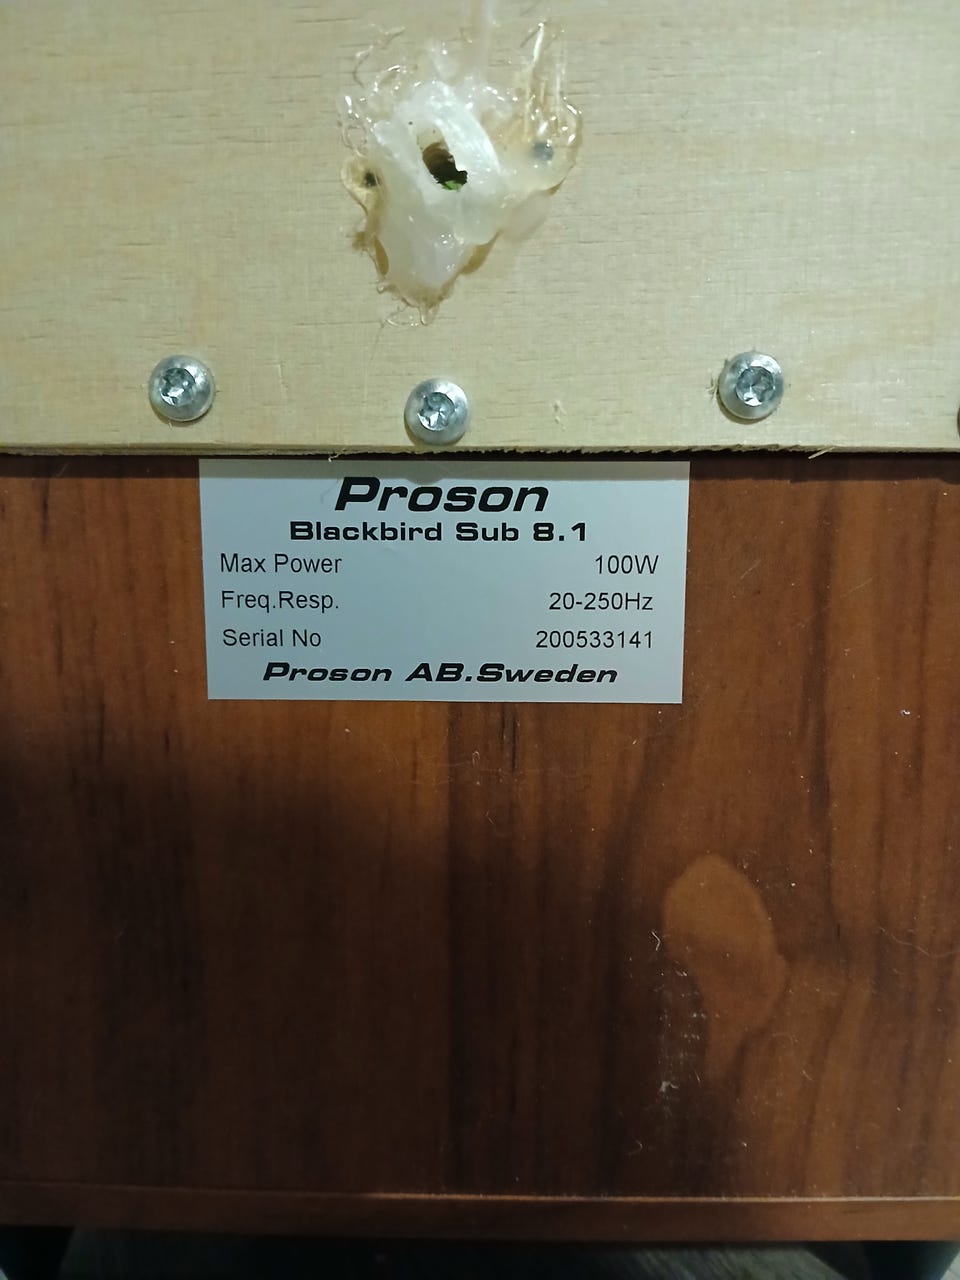 Proson
Blackbird Sub 8.1
Max Power 100W
Freq.Resp. 20-250Hz
Serial No 200533141
Proson AB.Sweden